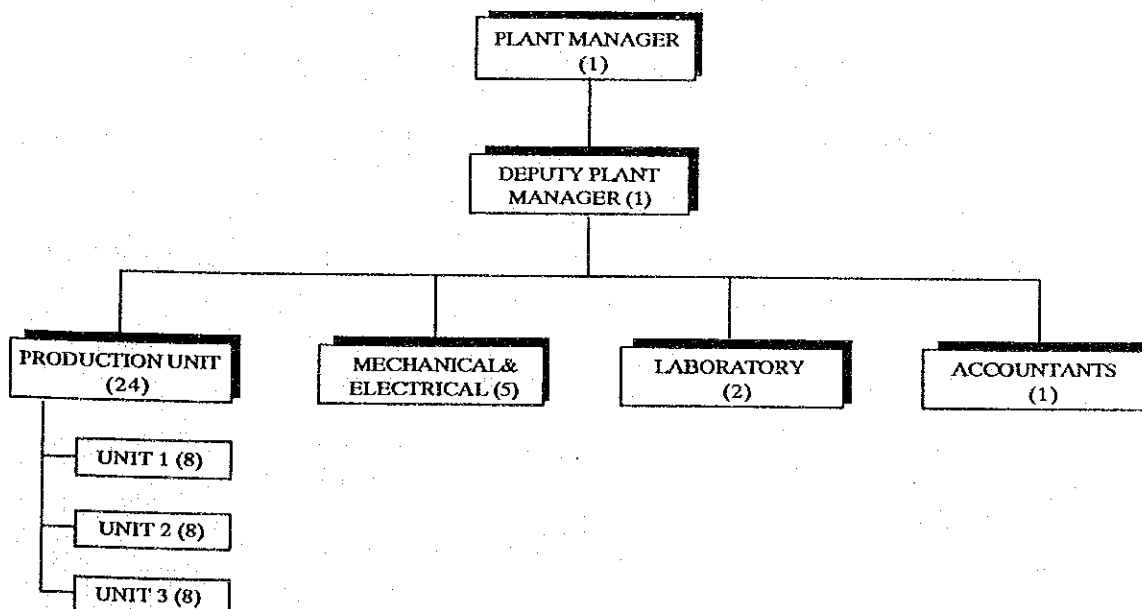 PLANT MANAGER
(1)
DEPUTY PLANT
MANAGER (1)
PRODUCTION UNIT
(24)
MECHANICAL&
ELECTRICAL (5)
LABORATORY
(2)
ACCOUNTANTS
(1)
UNIT 1 (8)
UNIT 2 (8)
UNIT 3 (8)